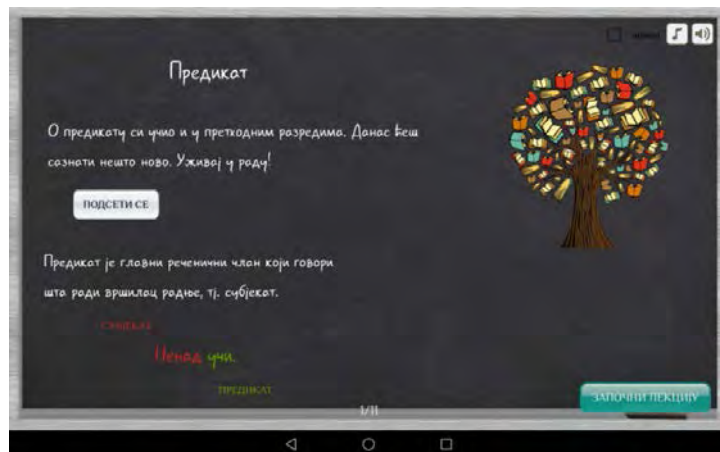 Предикат
О предикату си учио и у претходним разредима. Данас ћеш
сазнати нешто ново. Уживај у раду!
ПОДСЕТИ СЕ
Предикат је главни реченични члан који говори
шта ради вршилац радње, тј. субјекат.
СУБЈЕКАТ
Ненад учи.
ПРЕДИКАТ
ЗАПОЧНИ ЛЕКЦИЈУ
1/11